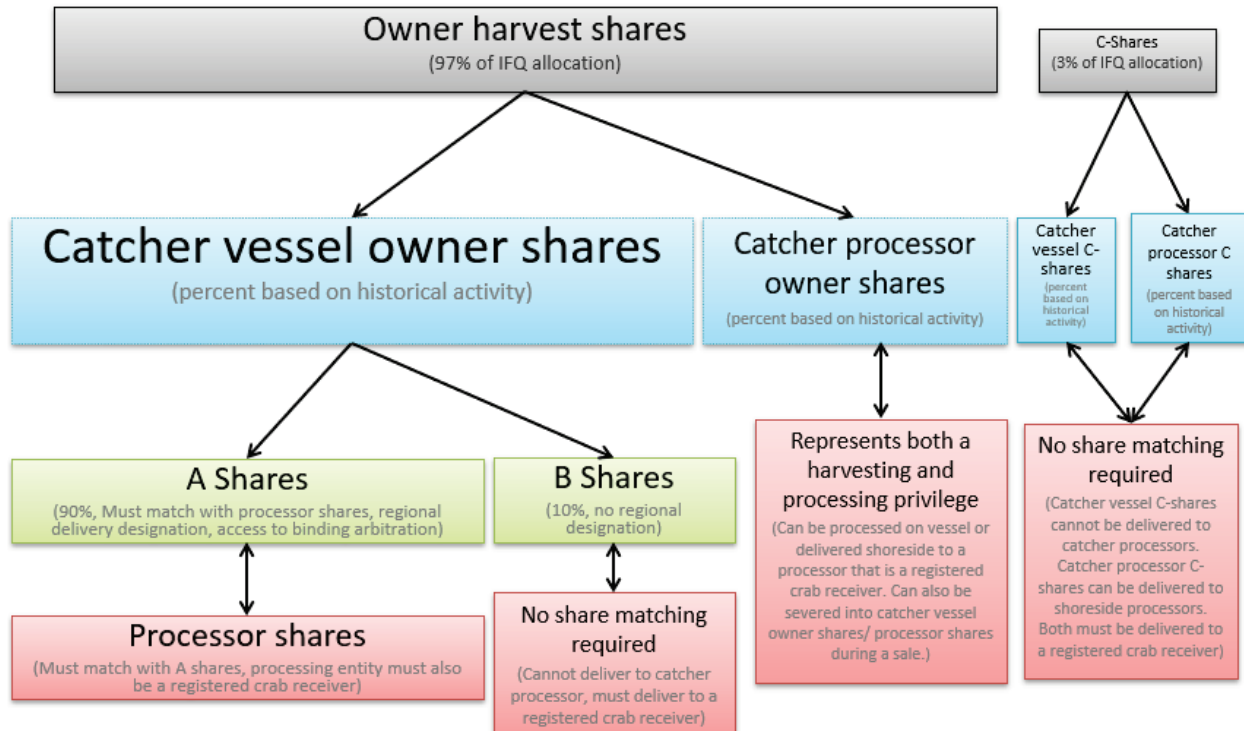 Owner harvest shares
(97% of IFQ allocation)
C-Shares
(3% of IFQ allocation)
Catcher vessel owner shares
(percent based on historical activity)
Catcher processor
owner shares
(percent based on historical activity)
Catcher
vessel C-
shares
(percent
based on
historical
activity)
Catcher
processor C
shares
(percent based
on historical
activity)
A Shares
(90%, Must match with processor shares, regional
delivery designation, access to binding arbitration)
B Shares
(10%, no regional
designation)
Represents both a
harvesting and
processing privilege
(Can be processed on vessel or
delivered shoreside to a
processor that is a registered
crab receiver. Can also be
severed into catcher vessel
owner shares/ processor shares
during a sale.)
No share matching
required
(Catcher vessel C-shares
cannot be delivered to
catcher processors.
Catcher processor C-
shares can be delivered to
shoreside processors.
Both must be delivered to
a registered crab receiver)
Processor shares
(Must match with A shares, processing entity must also
be a registered crab receiver)
No share matching
required
(Cannot deliver to catcher
processor, must deliver to a
registered crab receiver)